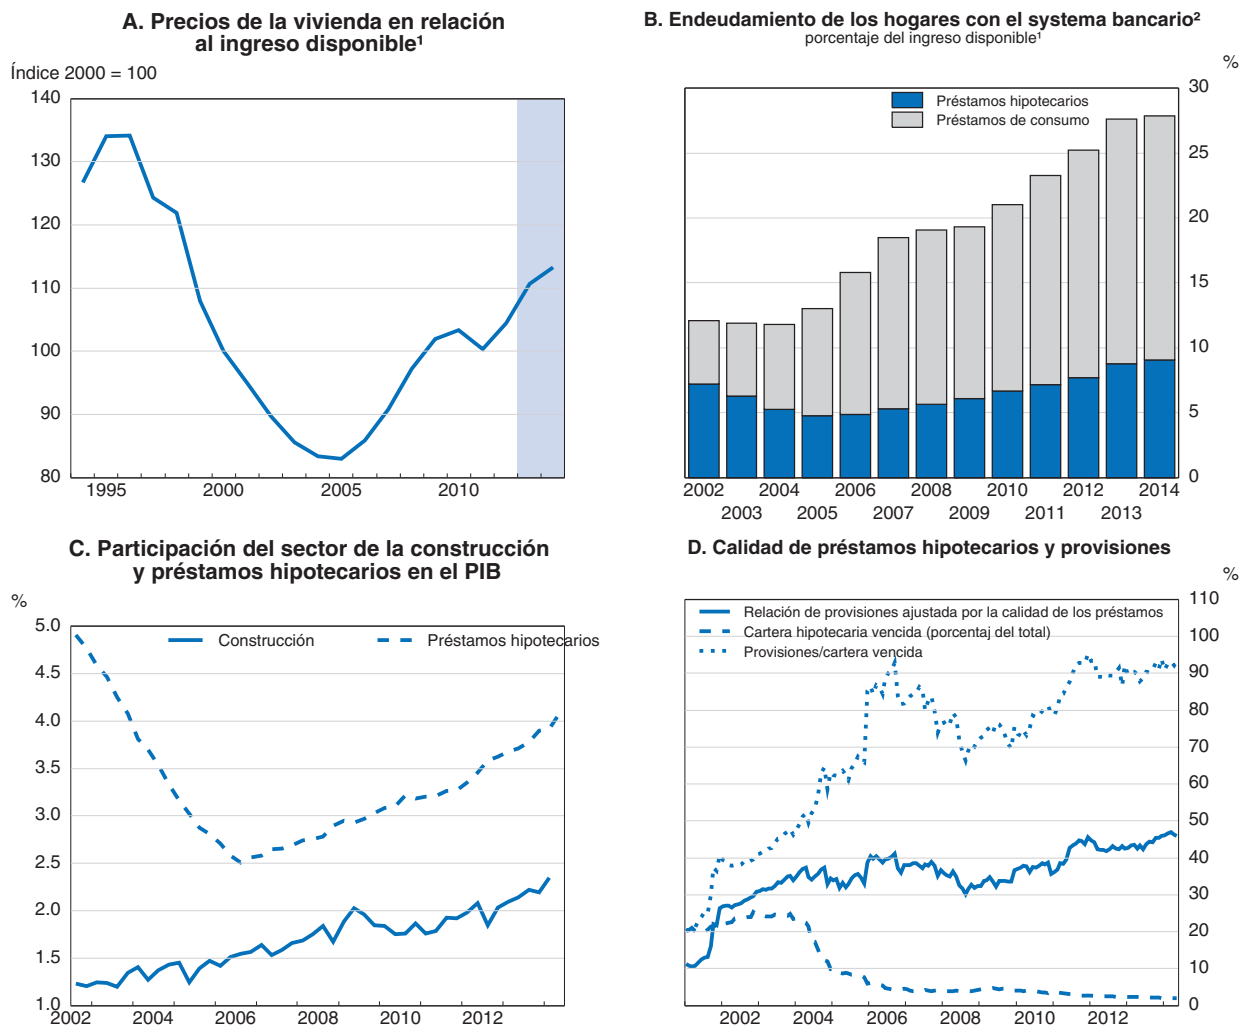 A. Precios de la vivienda en relación
al ingreso disponible¹
Índice 2000 = 100
140
130
120
110
100
90
80
1995 2000 2005 2010
B. Endeudamiento de los hogares con el systema bancario²
porcentaje del ingreso disponible¹
%
Préstamos hipotecarios
Préstamos de consumo
30
25
20
15
10
5
0
2002 2004 2006 2008 2010 2012 2014
2003 2005 2007 2009 2011 2013
C. Participación del sector de la construcción
y préstamos hipotecarios en el PIB
%
Construcción Préstamos hipotecarios
5.0
4.5
4.0
3.5
3.0
2.5
2.0
1.5
1.0
2002 2004 2006 2008 2010 2012
D. Calidad de préstamos hipotecarios y provisiones
%
Relación de provisiones ajustada por la calidad de los préstamos
Cartera hipotecaria vencida (porcentaj del total)
Provisiones/cartera vencida
110
100
90
80
70
60
50
40
30
20
10
0
2002 2004 2006 2008 2010 2012